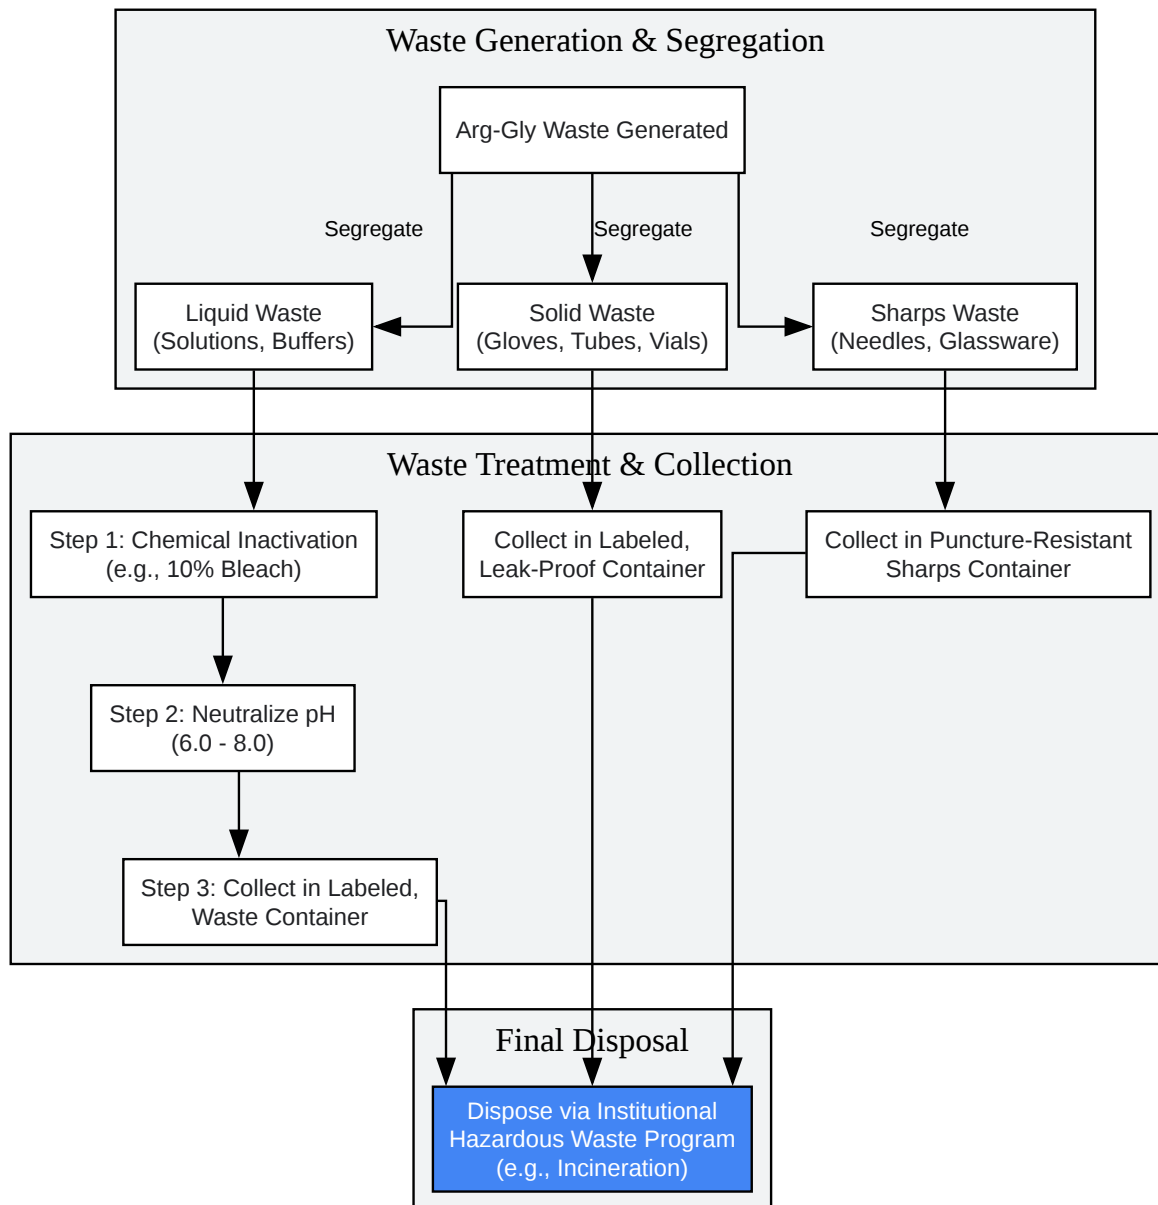 Waste Generation & Segregation
Arg-Gly Waste Generated
Segregate
Segregate
Segregate
Liquid Waste
(Solutions, Buffers)
Solid Waste
(Gloves, Tubes, Vials)
Sharps Waste
(Needles, Glassware)
Waste Treatment & Collection
Step 1: Chemical Inactivation
(e.g., 10% Bleach)
Collect in Labeled,
Leak-Proof Container
Collect in Puncture-Resistant
Sharps Container
Step 2: Neutralize pH
(6.0 - 8.0)
Step 3: Collect in Labeled,
Waste Container
Final Disposal
Dispose via Institutional
Hazardous Waste Program
(e.g., Incineration)